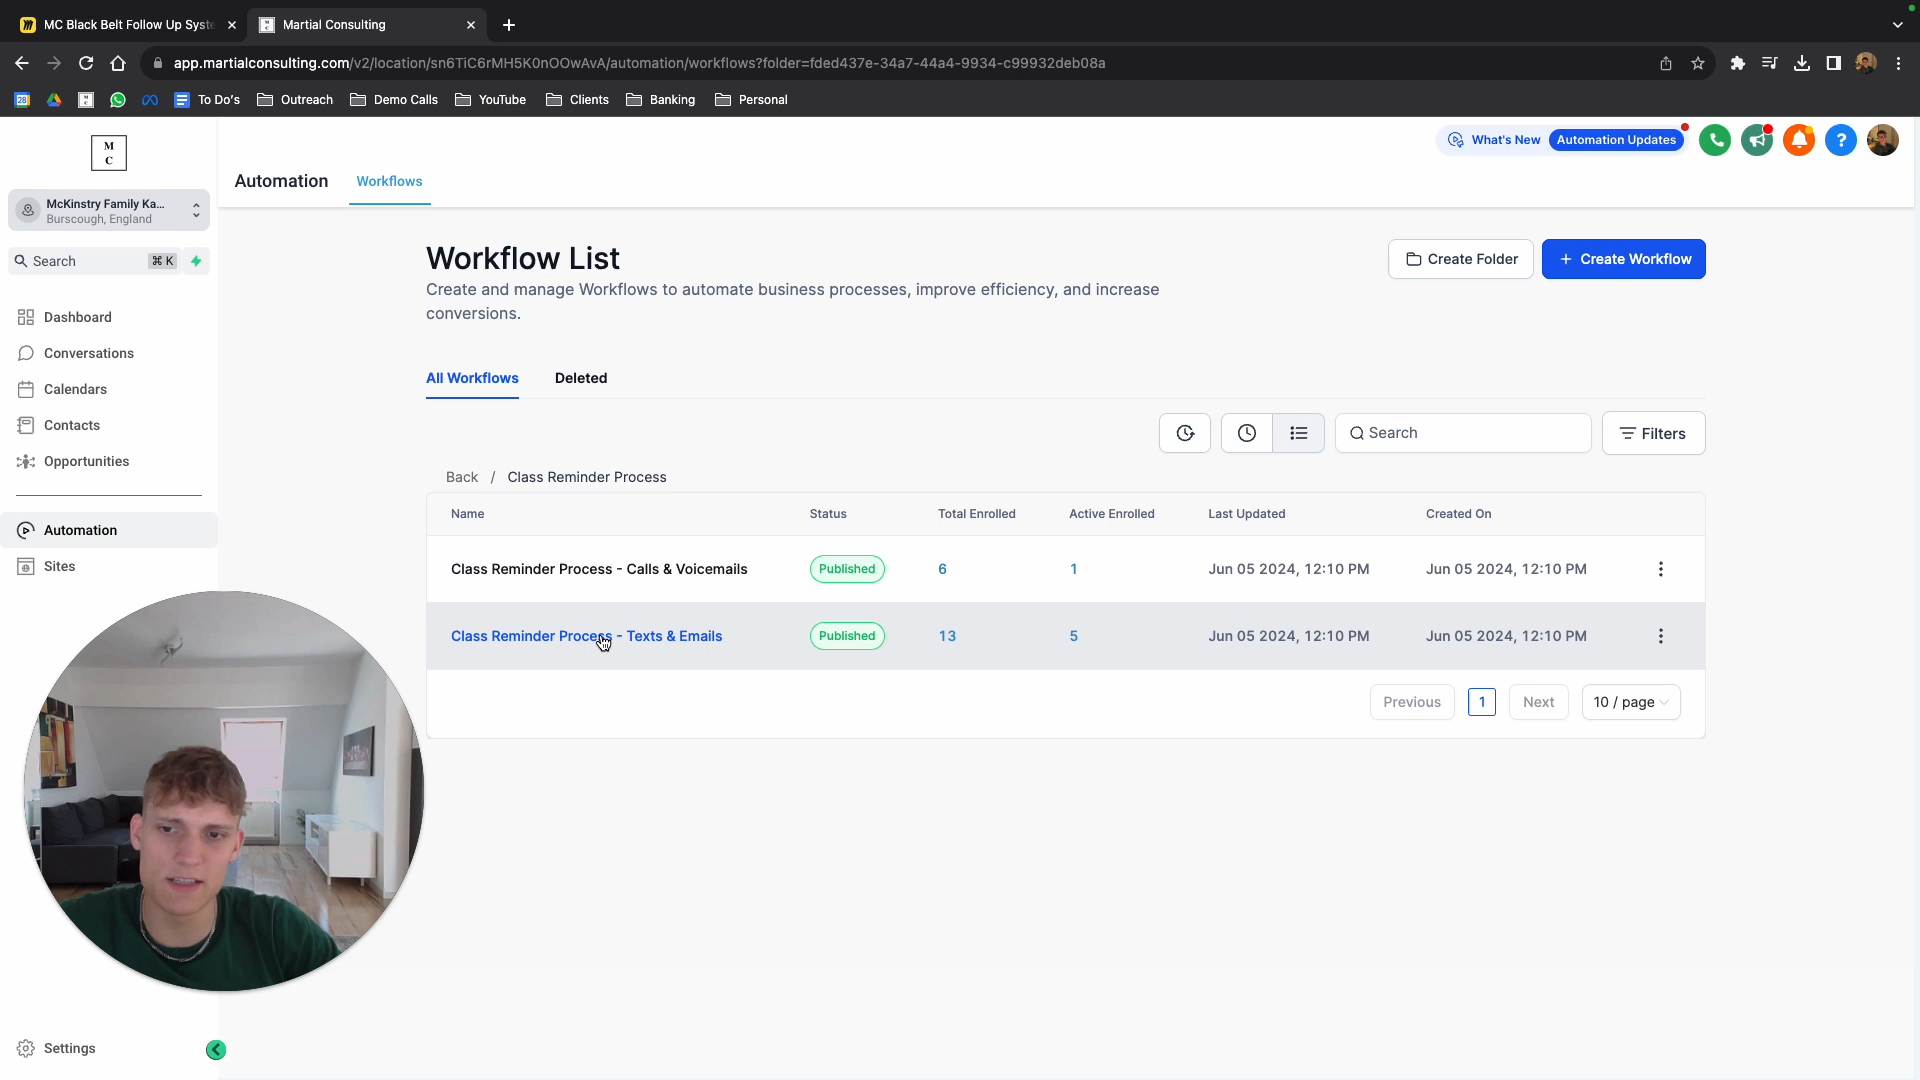 MC Black Belt Follow Up Syste
Martial Consulting
app.martialconsulting.com/v2/location/sn6TiC6rMH5K0nOOwAvA/automation/workflows?folder=fded437e-34a7-44a4-9934-c99932deb08a
28
To Do's
Outreach
Demo Calls
YouTube
Clients
Banking
Personal
M
C
What's New
Automation Updates
?
Automation
Workflows
McKinstry Family Ka...
Burscough, England
Search
⌘ K
Dashboard
Conversations
Calendars
Contacts
Opportunities
Automation
Sites
Settings
Workflow List
Create Folder
+ Create Workflow
Create and manage Workflows to automate business processes, improve efficiency, and increase
conversions.
All Workflows
Deleted
Search
Filters
Back / Class Reminder Process
Name Status Total Enrolled Active Enrolled Last Updated Created On
Class Reminder Process - Calls & Voicemails Published 6 1 Jun 05 2024, 12:10 PM Jun 05 2024, 12:10 PM
Class Reminder Process - Texts & Emails Published 13 5 Jun 05 2024, 12:10 PM Jun 05 2024, 12:10 PM
Previous 1 Next 10 / page